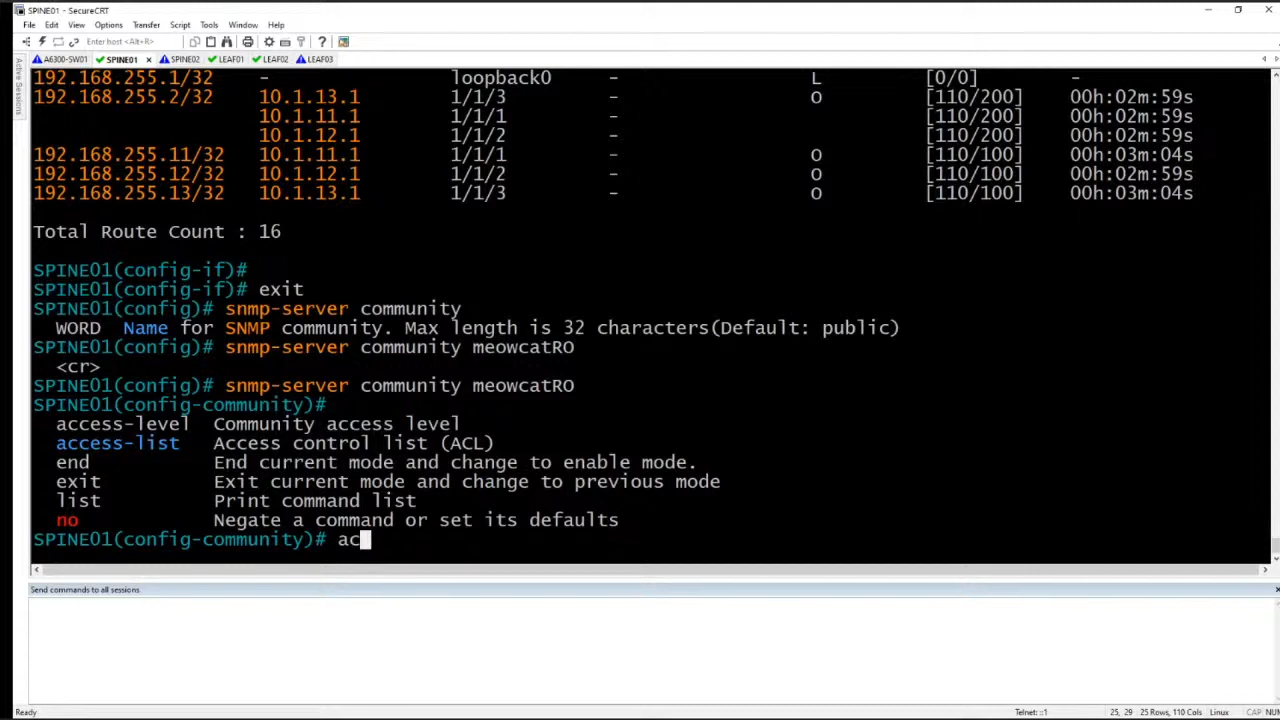 SPINE01 - SecureCRT
File Edit View Options Transfer Script Tools Window Help
Enter host <Alt+R>
A6300-SW01 SPINE01 SPINE02 LEAF01 LEAF02 LEAF03
Active Sessions
192.168.255.1/32 - loopback0 - L [0/0] -
192.168.255.2/32 10.1.13.1 1/1/3 - O [110/200] 00h:02m:59s
10.1.11.1 1/1/1 [110/200] 00h:02m:59s
10.1.12.1 1/1/2 [110/200] 00h:02m:59s
192.168.255.11/32 10.1.11.1 1/1/1 - O [110/100] 00h:03m:04s
192.168.255.12/32 10.1.12.1 1/1/2 - O [110/100] 00h:02m:59s
192.168.255.13/32 10.1.13.1 1/1/3 - O [110/100] 00h:03m:04s
Total Route Count : 16
SPINE01(config-if)#
SPINE01(config-if)# exit
SPINE01(config)# snmp-server community
WORD Name for SNMP community. Max length is 32 characters(Default: public)
SPINE01(config)# snmp-server community meowcatRO
<cr>
SPINE01(config)# snmp-server community meowcatRO
SPINE01(config-community)#
access-level Community access level
access-list Access control list (ACL)
end End current mode and change to enable mode.
exit Exit current mode and change to previous mode
list Print command list
no Negate a command or set its defaults
SPINE01(config-community)# ac
Send commands to all sessions
Ready Telnet: ::1 25, 29 25 Rows, 110 Cols Linux CAP NUM